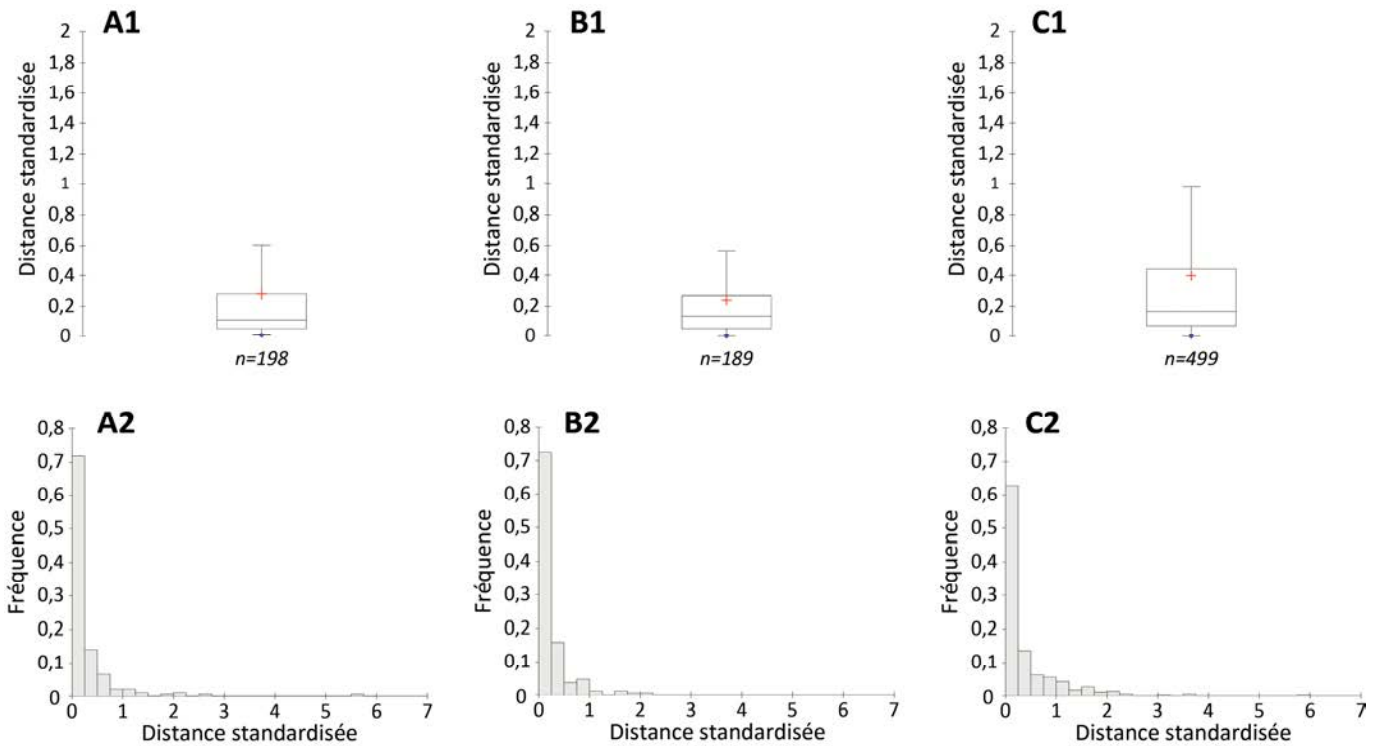 A1
Distance standardisée
2
1,8
1,6
1,4
1,2
1
0,8
0,6
0,4
0,2
0
n=198
B1
Distance standardisée
2
1,8
1,6
1,4
1,2
1
0,8
0,6
0,4
0,2
0
n=189
C1
Distance standardisée
2
1,8
1,6
1,4
1,2
1
0,8
0,6
0,4
0,2
0
n=499
A2
Fréquence
0,8
0,7
0,6
0,5
0,4
0,3
0,2
0,1
0
0 1 2 3 4 5 6 7
Distance standardisée
B2
Fréquence
0,8
0,7
0,6
0,5
0,4
0,3
0,2
0,1
0
0 1 2 3 4 5 6 7
Distance standardisée
C2
Fréquence
0,8
0,7
0,6
0,5
0,4
0,3
0,2
0,1
0
0 1 2 3 4 5 6 7
Distance standardisée